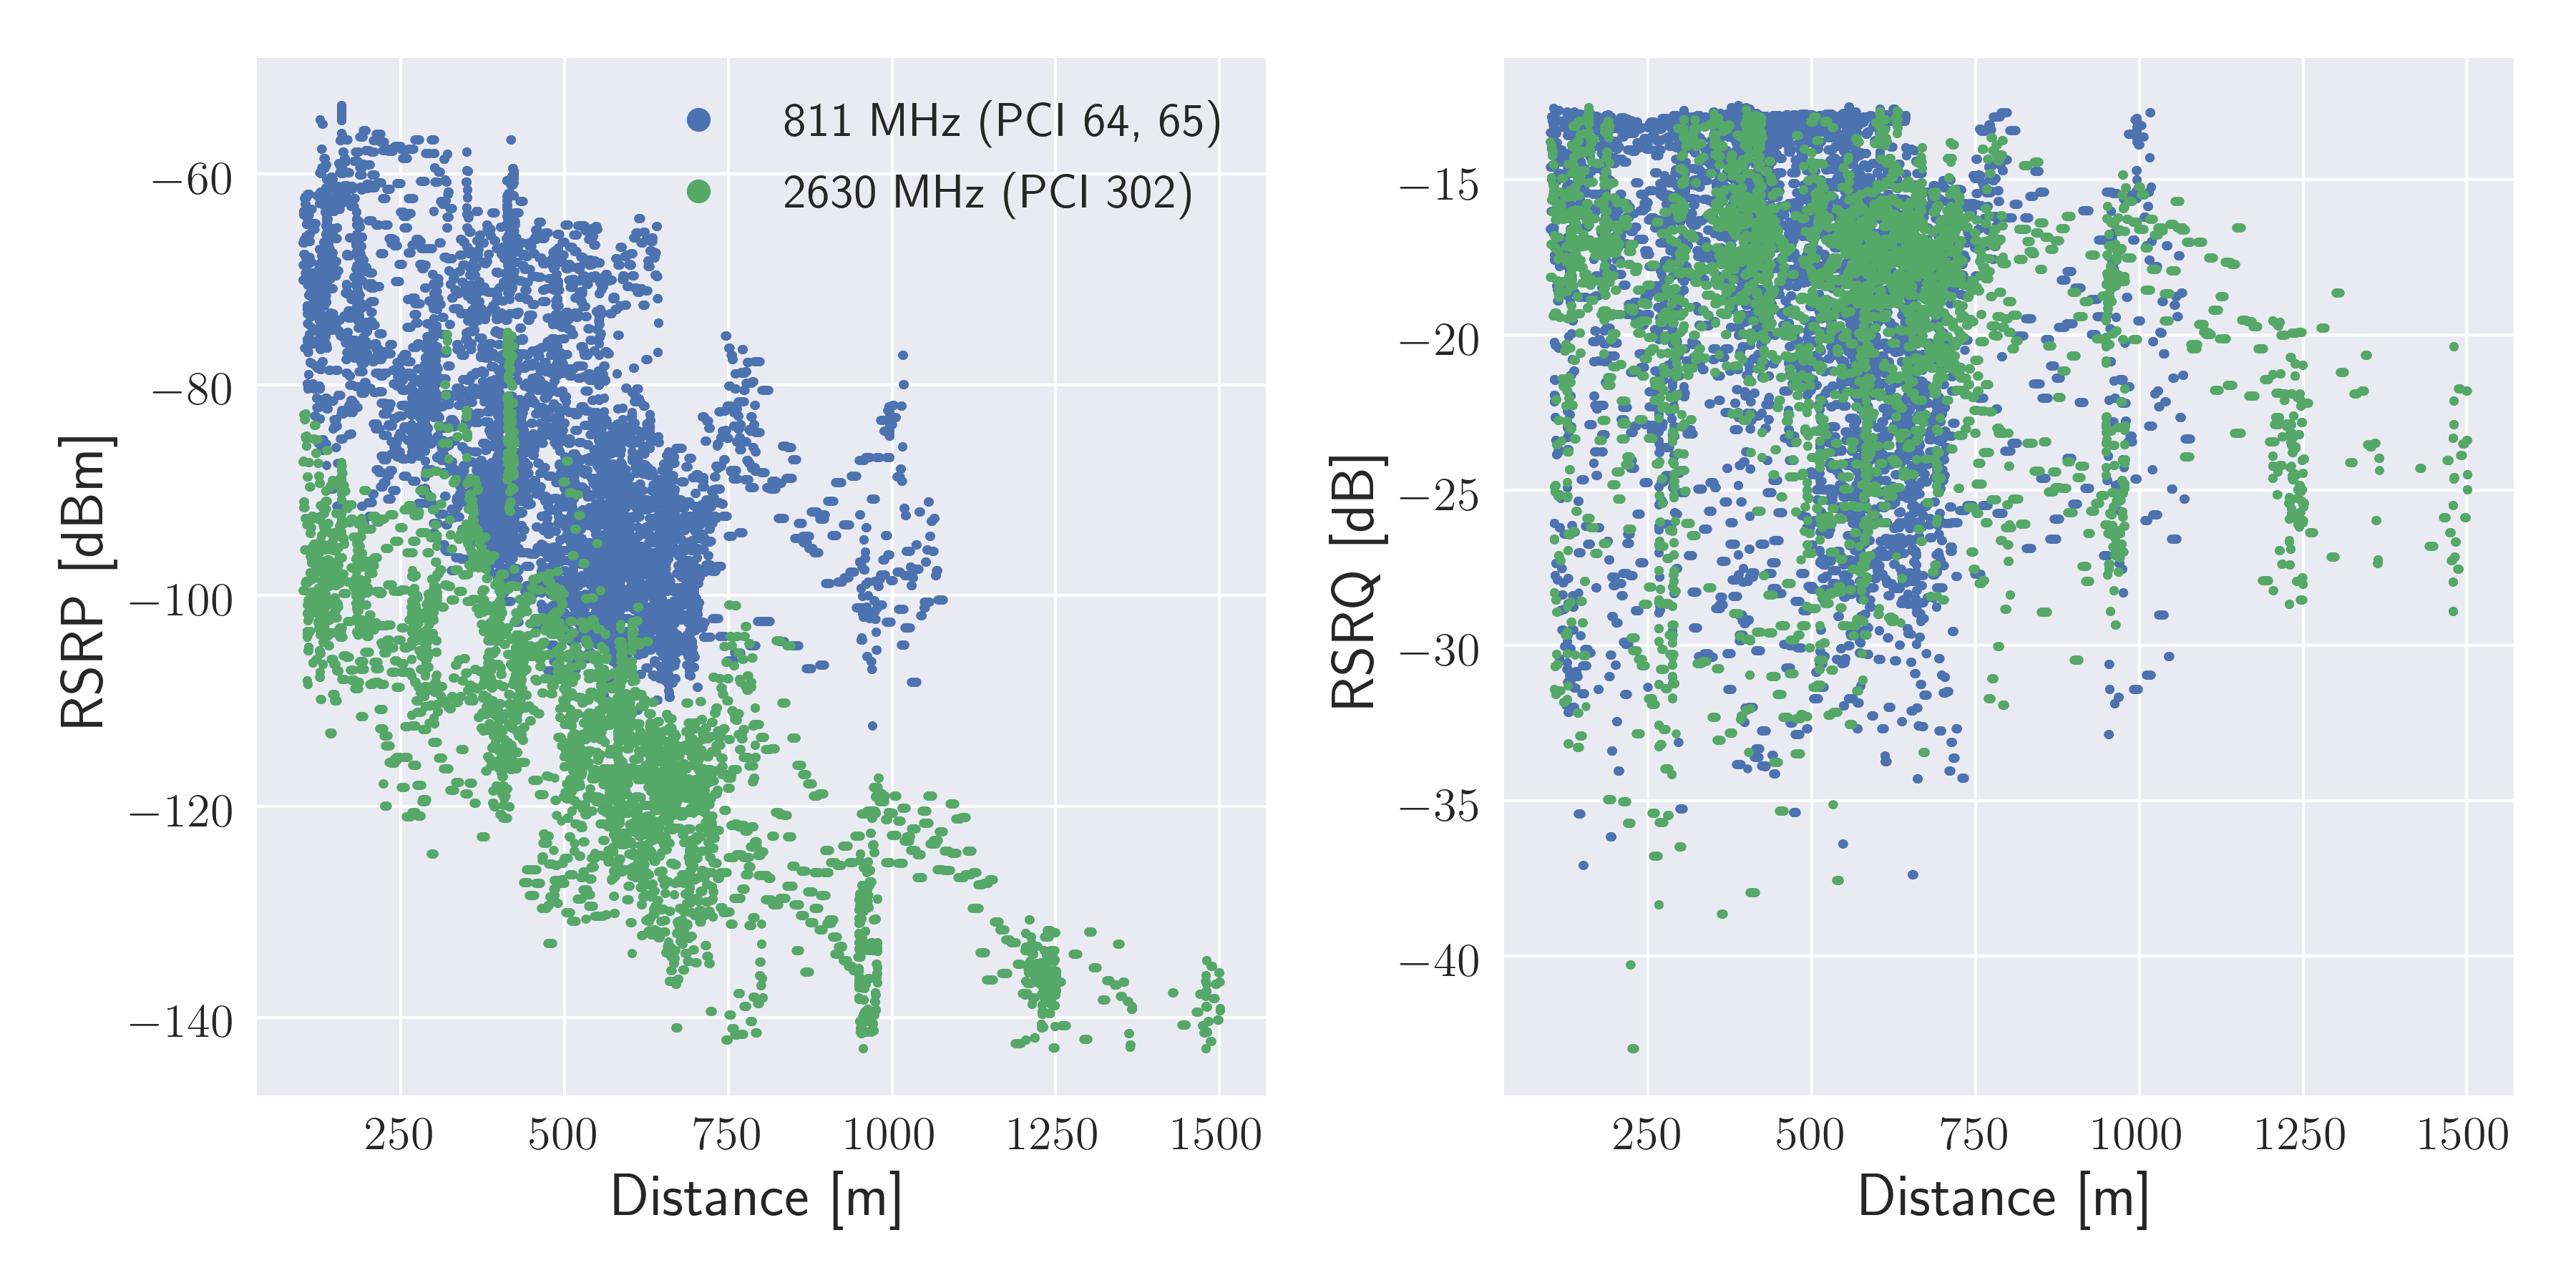 RSRP [dBm]
−60
−80
−100
−120
−140
811 MHz (PCI 64, 65)
2630 MHz (PCI 302)
250 500 750 1000 1250 1500
Distance [m]
RSRQ [dB]
−15
−20
−25
−30
−35
−40
250 500 750 1000 1250 1500
Distance [m]